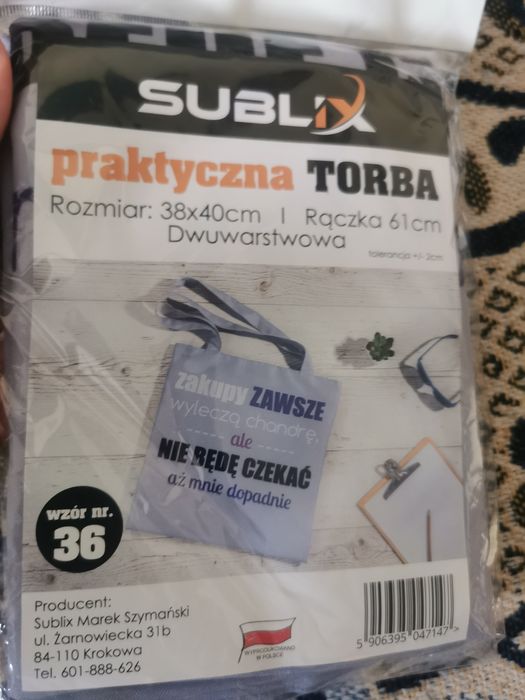 SUBLIX
praktyczna TORBA
Rozmiar: 38x40cm | Rączka 61cm
Dwuwarstwowa
tolerancja +/- 2cm
zakupy ZAWSZE
wyleczą chandrę,
ale
NIE BĘDĘ CZEKAĆ
aż mnie dopadnie
wzór nr.
36
Producent:
Sublix Marek Szymański
ul. Żarnowiecka 31b
84-110 Krokowa
Tel. 601-888-626
WYPRODUKOWANO
W POLSCE
5 906395 047147 >